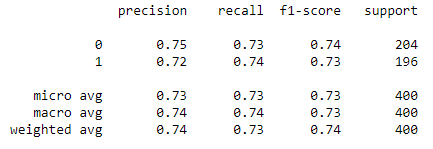 precision recall f1-score support
0 0.75 0.73 0.74 204
1 0.72 0.74 0.73 196
micro avg 0.73 0.73 0.73 400
macro avg 0.74 0.74 0.73 400
weighted avg 0.74 0.73 0.74 400